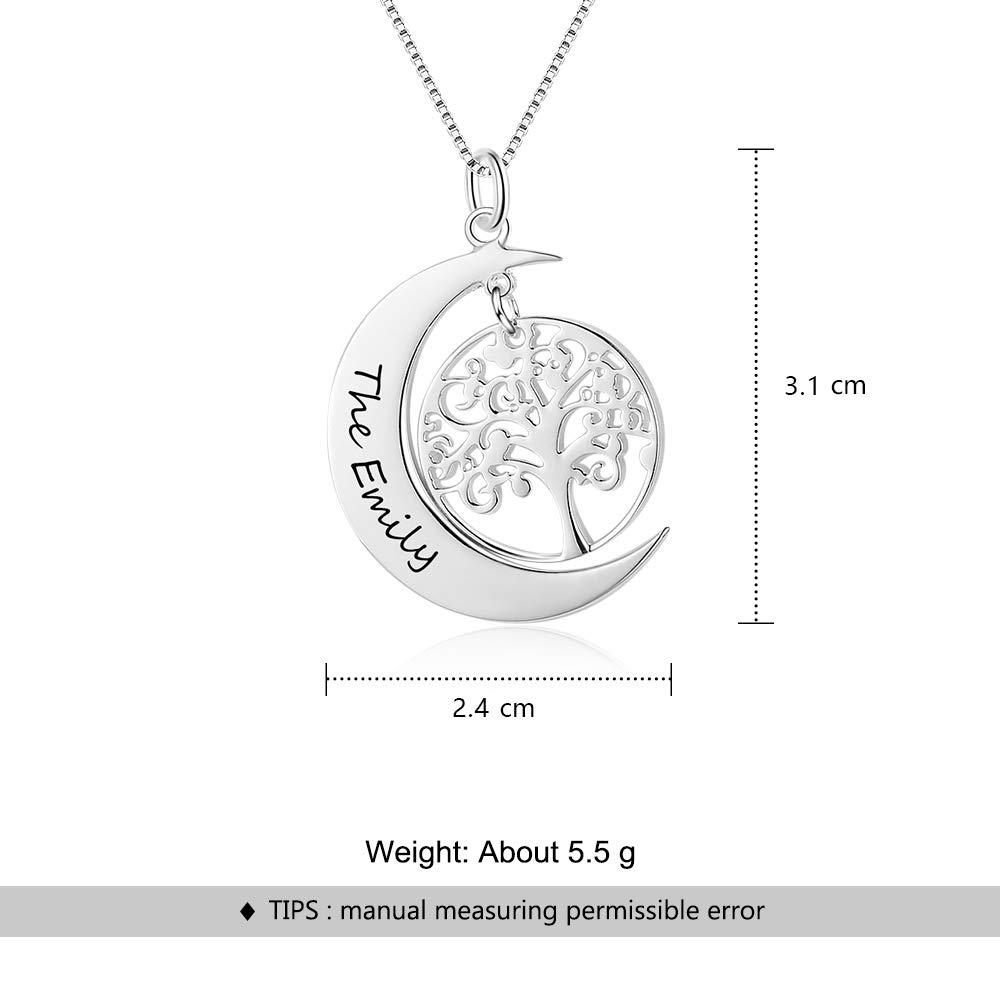 The Emily
3.1 cm
2.4 cm
Weight: About 5.5 g
♦ TIPS : manual measuring permissible error